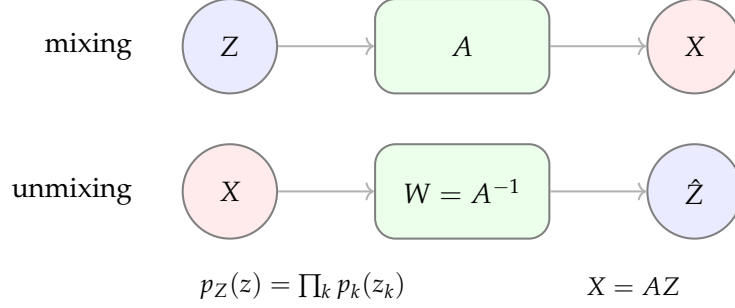 mixing Z A X
unmixing X W = A⁻¹ Ẑ
p_Z(z) = ∏_k p_k(z_k) X = AZ